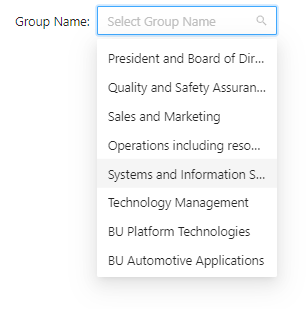 Group Name: Select Group Name
President and Board of Dir...
Quality and Safety Assuran...
Sales and Marketing
Operations including reso...
Systems and Information S...
Technology Management
BU Platform Technologies
BU Automotive Applications